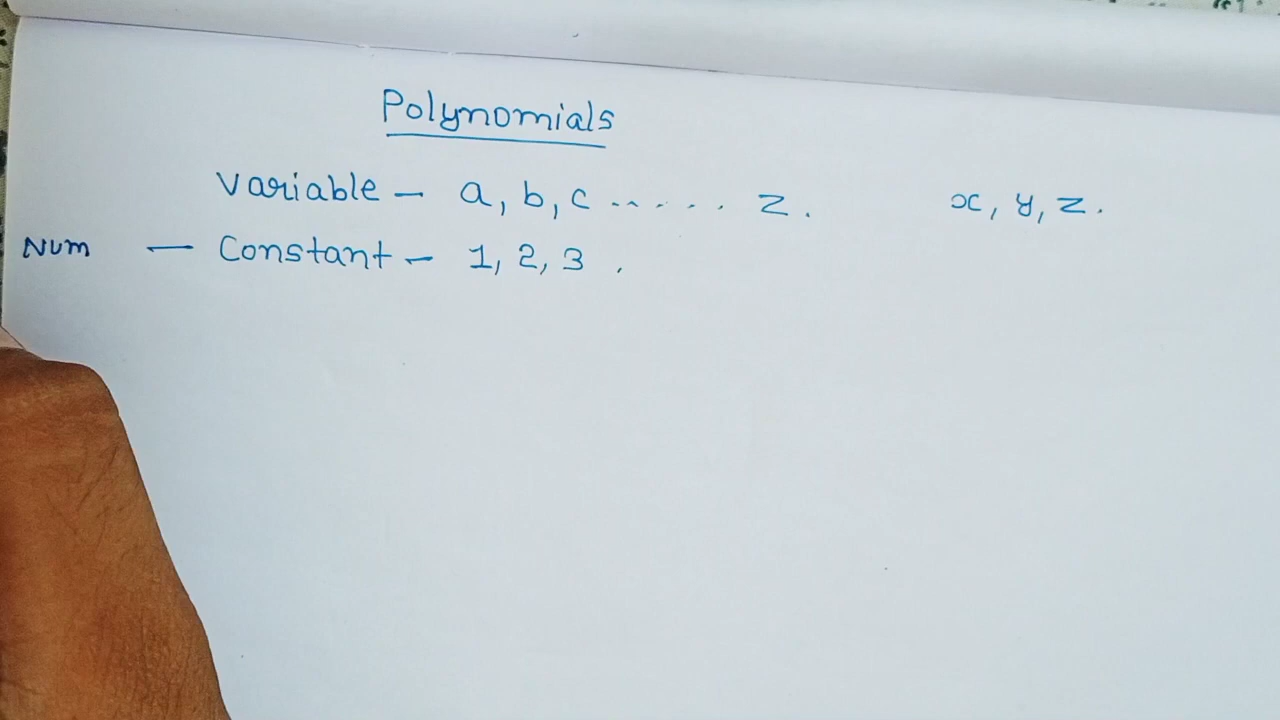 Polynomials
Variable - a, b, c ..... z. x, y, z.
Num - Constant - 1, 2, 3 .